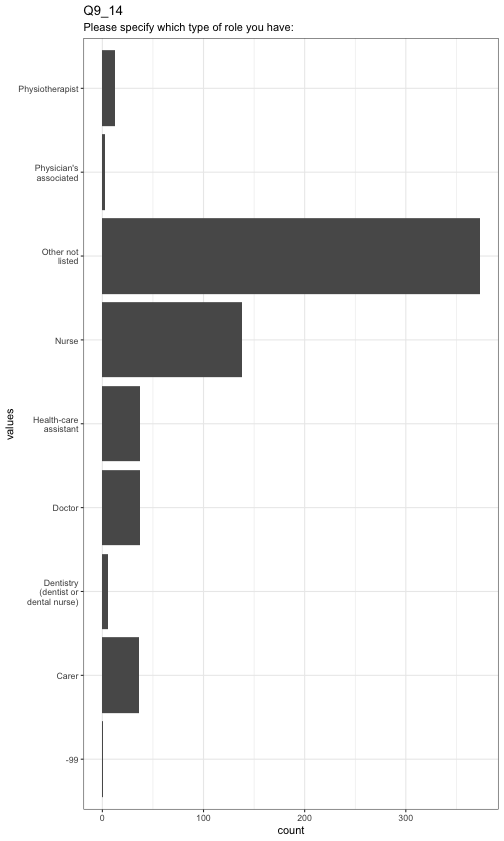 Q9_14
Please specify which type of role you have:
Physiotherapist
Physician's
associated
Other not
listed
Nurse
Health-care
assistant
Doctor
Dentistry
(dentist or
dental nurse)
Carer
-99
values
0 100 200 300
count